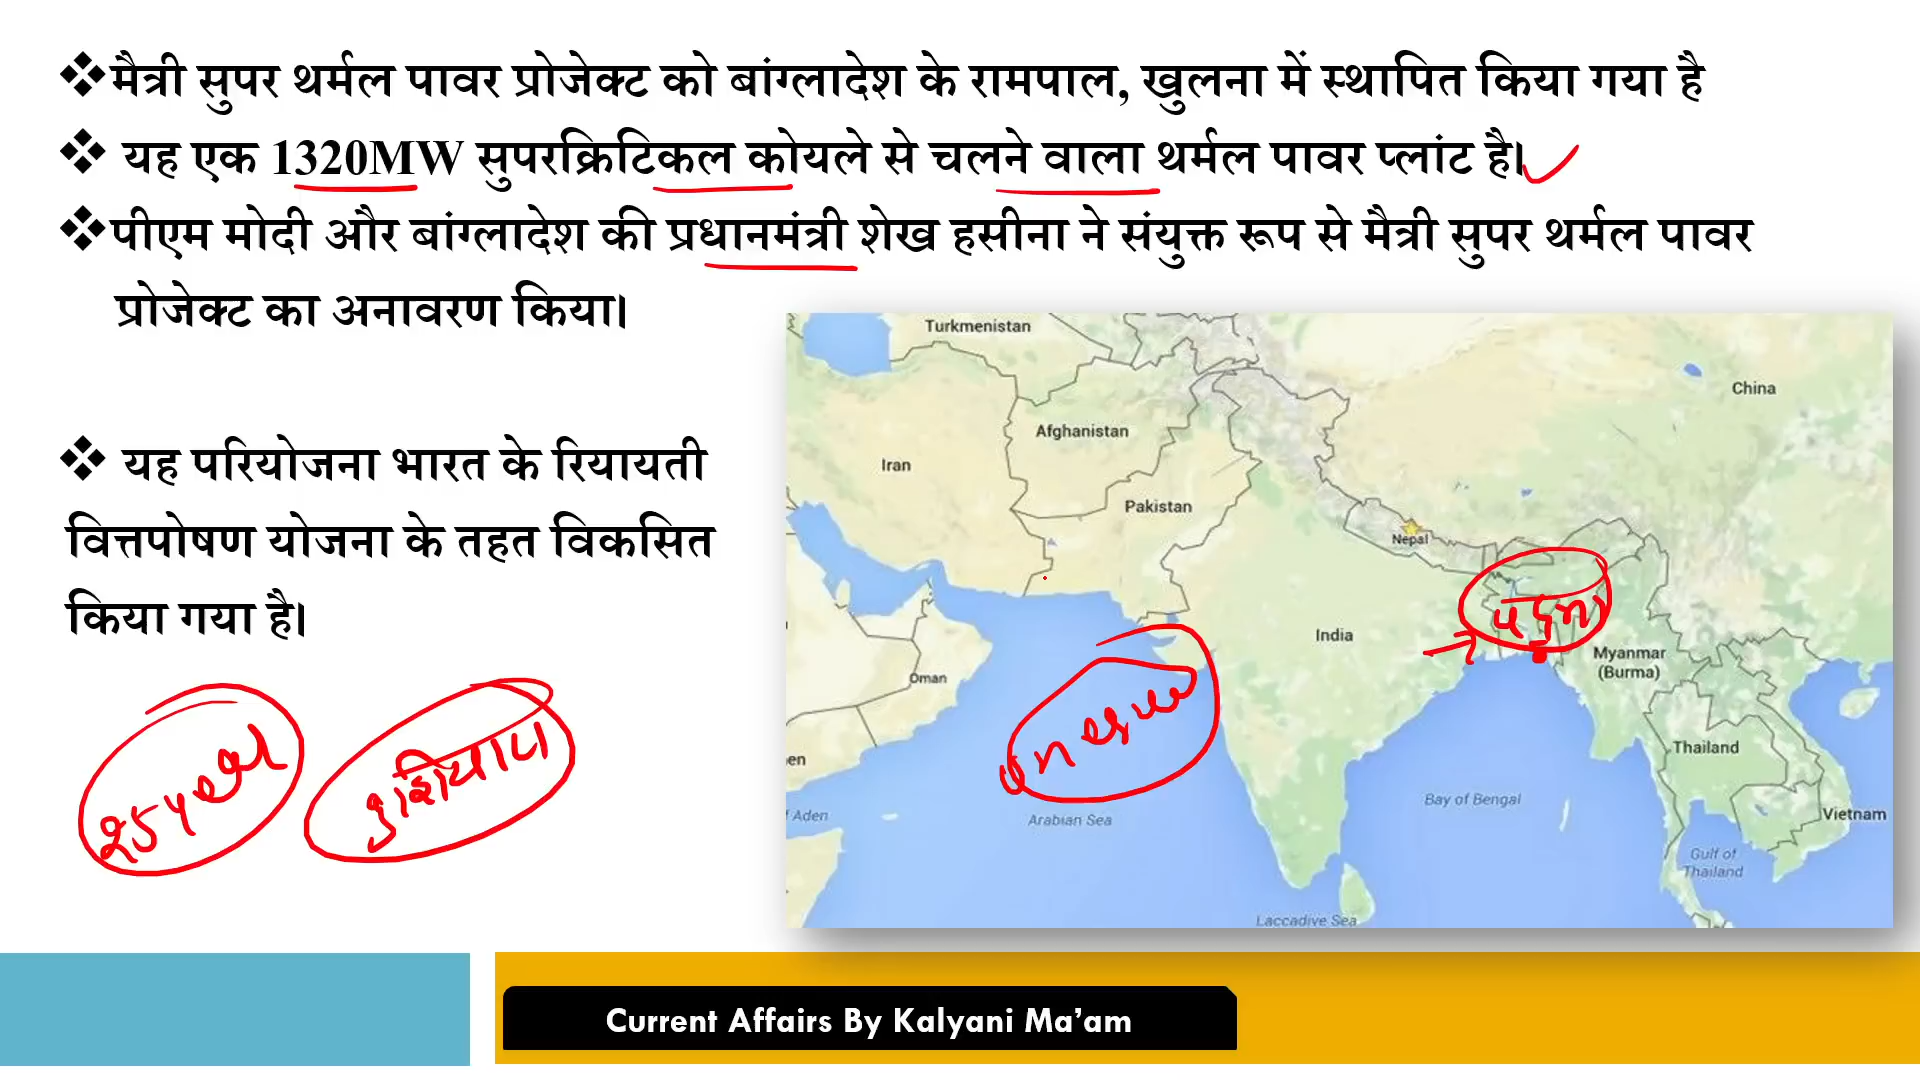 ❖मैत्री सुपर थर्मल पावर प्रोजेक्ट को बांग्लादेश के रामपाल, खुलना में स्थापित किया गया है
❖ यह एक 1320MW सुपरक्रिटिकल कोयले से चलने वाला थर्मल पावर प्लांट है।
❖पीएम मोदी और बांग्लादेश की प्रधानमंत्री शेख हसीना ने संयुक्त रूप से मैत्री सुपर थर्मल पावर
प्रोजेक्ट का अनावरण किया।
❖ यह परियोजना भारत के रियायती
वित्तपोषण योजना के तहत विकसित
किया गया है।
Turkmenistan
China
Afghanistan
Iran
Pakistan
Nepal
पद्मा
India
Myanmar
(Burma)
Oman
Thailand
en
Bay of Bengal
Vietnam
f Aden
Arabian Sea
Gulf of
Thailand
Laccadive Sea
कुशियारा
Current Affairs By Kalyani Ma’am